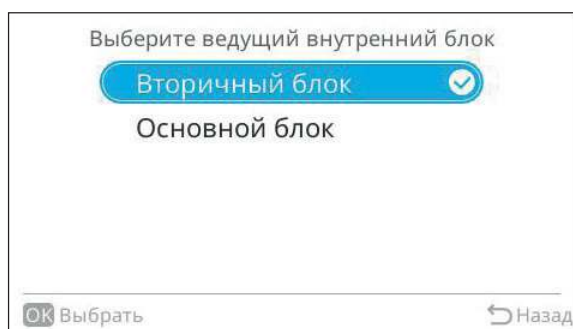 Выберите ведущий внутренний блок
Вторичный блок
Основной блок
OK Выбрать Назад